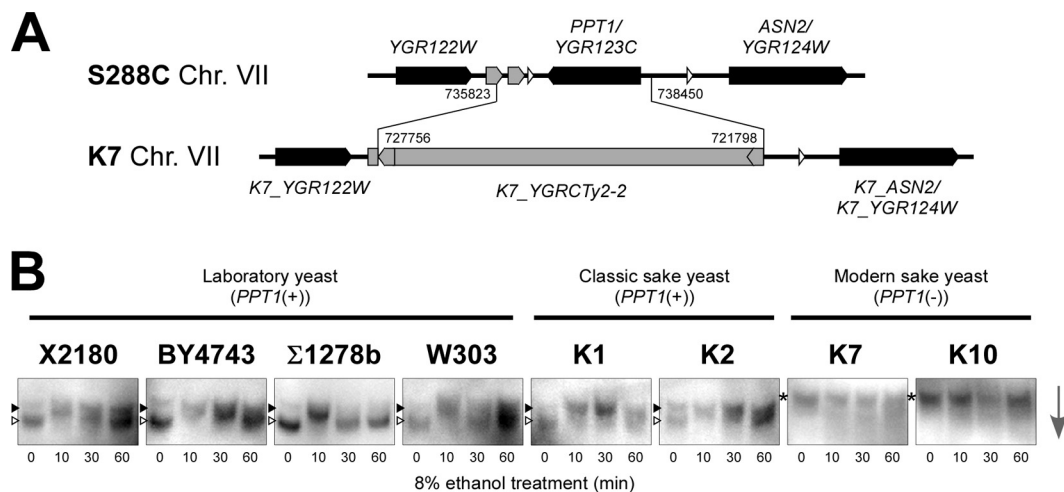 A
YGR122W
PPT1/
YGR123C
ASN2/
YGR124W
S288C Chr. VII
735823
738450
727756
721798
K7 Chr. VII
K7_YGR122W
K7_YGRCTy2-2
K7_ASN2/
K7_YGR124W
B
Laboratory yeast
(PPT1(+))
Classic sake yeast
(PPT1(+))
Modern sake yeast
(PPT1(-))
X2180 BY4743 Σ1278b W303 K1 K2 K7 K10
* *
0 10 30 60 0 10 30 60 0 10 30 60 0 10 30 60 0 10 30 60 0 10 30 60 0 10 30 60 0 10 30 60
8% ethanol treatment (min)